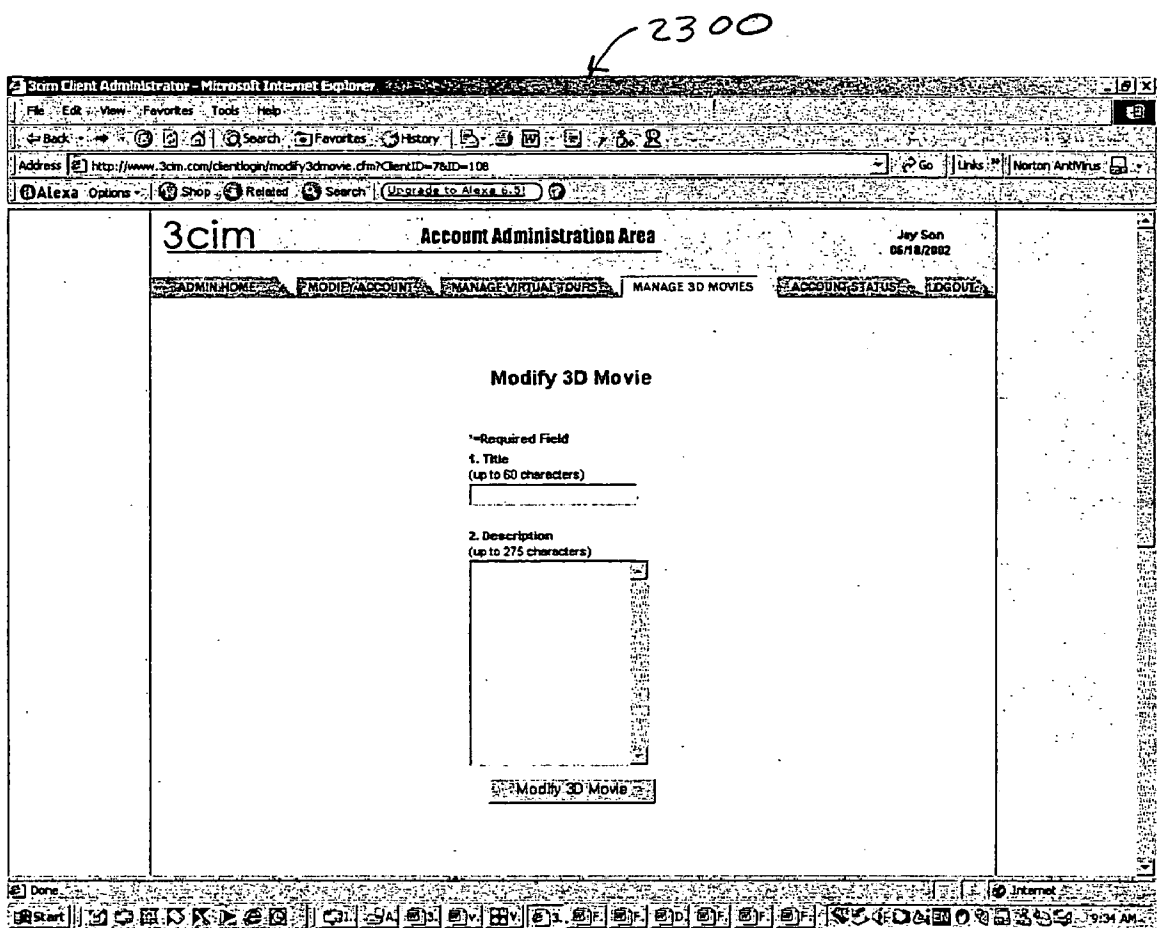 2300
3cim Client Administrator - Microsoft Internet Explorer
File Edit View Favorites Tools Help
Back Search Favorites History
Address http://www.3cim.com/clientlogin/modify3dmovie.cfm?ClientID=7&ID=108 Go Links Norton AntiVirus
Alexa Options Shop Related Search Upgrade to Alexa 6.5!
3cim Account Administration Area Jay Son
06/18/2002
ADMIN HOME MODIFY ACCOUNT MANAGE VIRTUAL TOURS MANAGE 3D MOVIES ACCOUNT STATUS LOGOUT
Modify 3D Movie
*=Required Field
1. Title
(up to 60 characters)
2. Description
(up to 275 characters)
Modify 3D Movie
Done Internet
Start 9:34 AM